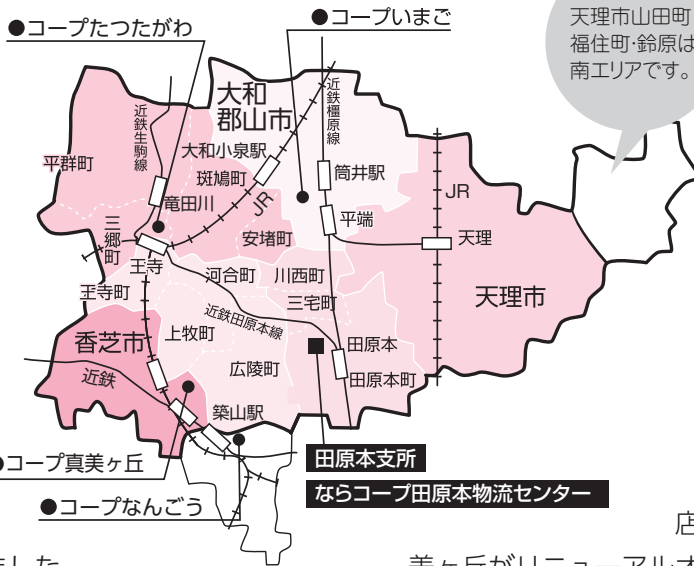 ●コープたつたがわ
●コープいまご
天理市山田町
福住町・鈴原は
南エリアです。
大和
郡山市
近鉄橿原線
近鉄生駒線
平群町
大和小泉駅
斑鳩町
筒井駅
竜田川
JR
JR
平端
三郷町
安堵町
天理
王寺
河合町
川西町
王寺町
三宅町
天理市
近鉄田原本線
香芝市
上牧町
田原本
近鉄
広陵町
田原本町
築山駅
●コープ真美ヶ丘
田原本支所
●コープなんごう
ならコープ田原本物流センター
店